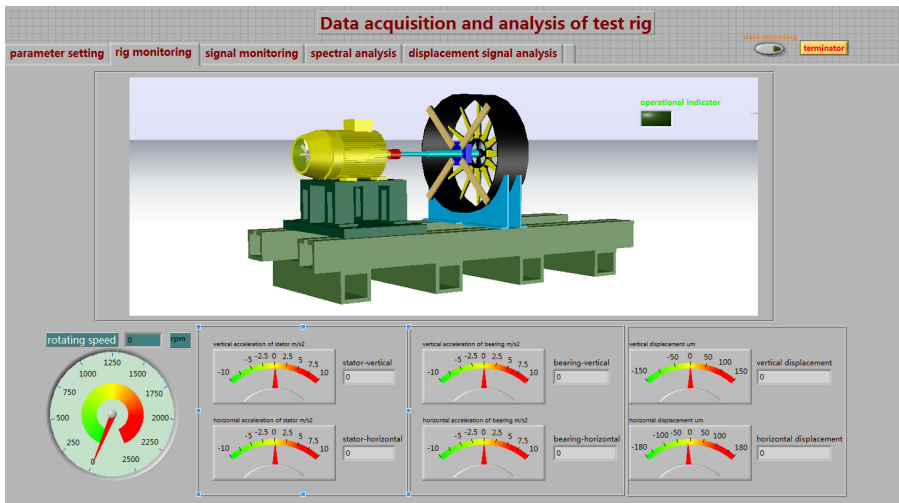 Data acquisition and analysis of test rig
data recording
terminator
parameter setting rig monitoring signal monitoring spectral analysis displacement signal analysis
operational indicator
rotating speed 0 rpm
0 250 500 750 1000 1250 1500 1750 2000 2250 2500
vertical acceleration of stator m/s2
-10 -5 -2.5 0 2.5 5 7.5 10
stator-vertical
0
horizontal acceleration of stator m/s2
-10 -5 -2.5 0 2.5 5 7.5 10
stator-horizontal
0
vertical acceleration of bearing m/s2
-10 -5 -2.5 0 2.5 5 7.5 10
bearing-vertical
0
horizontal acceleration of bearing m/s2
-10 -5 -2.5 0 2.5 5 7.5 10
bearing-horizontal
0
vertical displacement um
-150 -50 0 50 100 150
vertical displacement
0
horizontal displacement um
-180 -100 -50 0 50 100 180
horizontal displacement
0